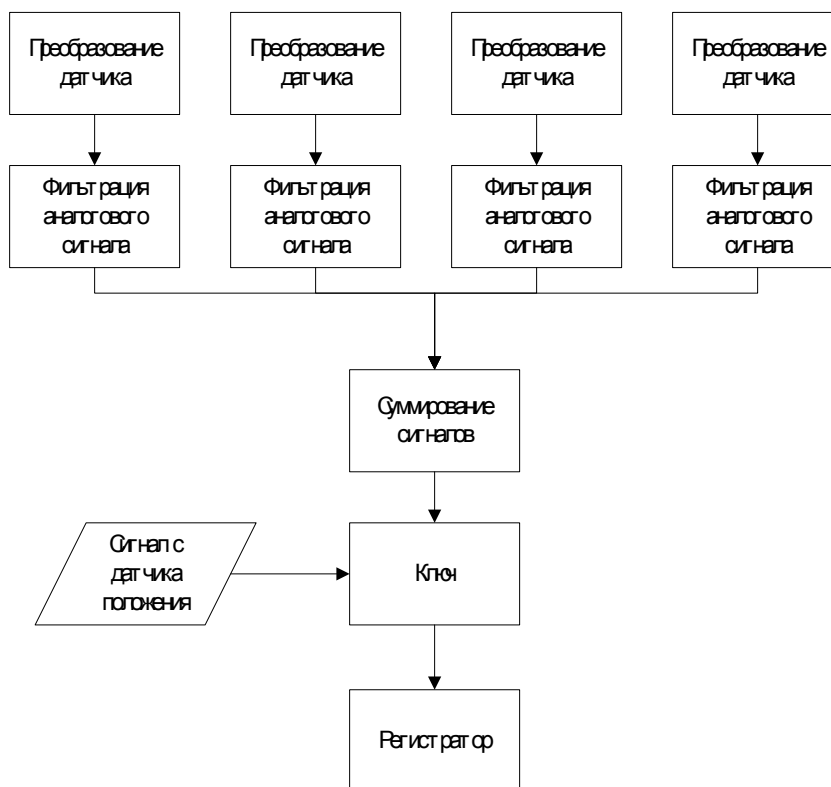 Преобразование
датчика
Преобразование
датчика
Преобразование
датчика
Преобразование
датчика
Фильтрация
аналогового
сигнала
Фильтрация
аналогового
сигнала
Фильтрация
аналогового
сигнала
Фильтрация
аналогового
сигнала
Суммирование
сигналов
Сигнал с
датчика
положения
Ключ
Регистратор